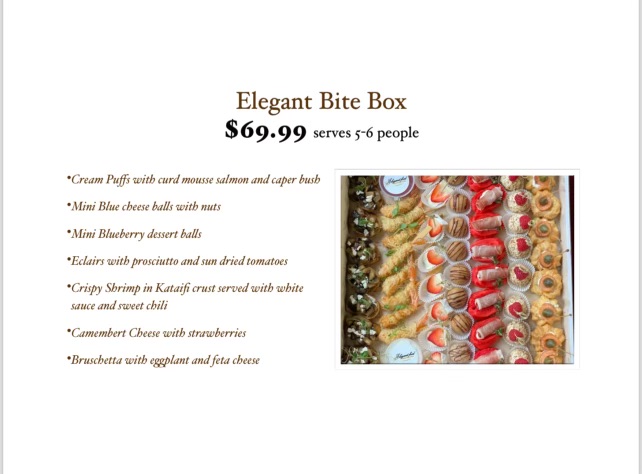 Elegant Bite Box
$69.99 serves 5-6 people
•Cream Puffs with curd mousse salmon and caper bush
•Mini Blue cheese balls with nuts
•Mini Blueberry dessert balls
•Eclairs with prosciutto and sun dried tomatoes
•Crispy Shrimp in Kataifi crust served with white
sauce and sweet chili
•Camembert Cheese with strawberries
•Bruschetta with eggplant and feta cheese